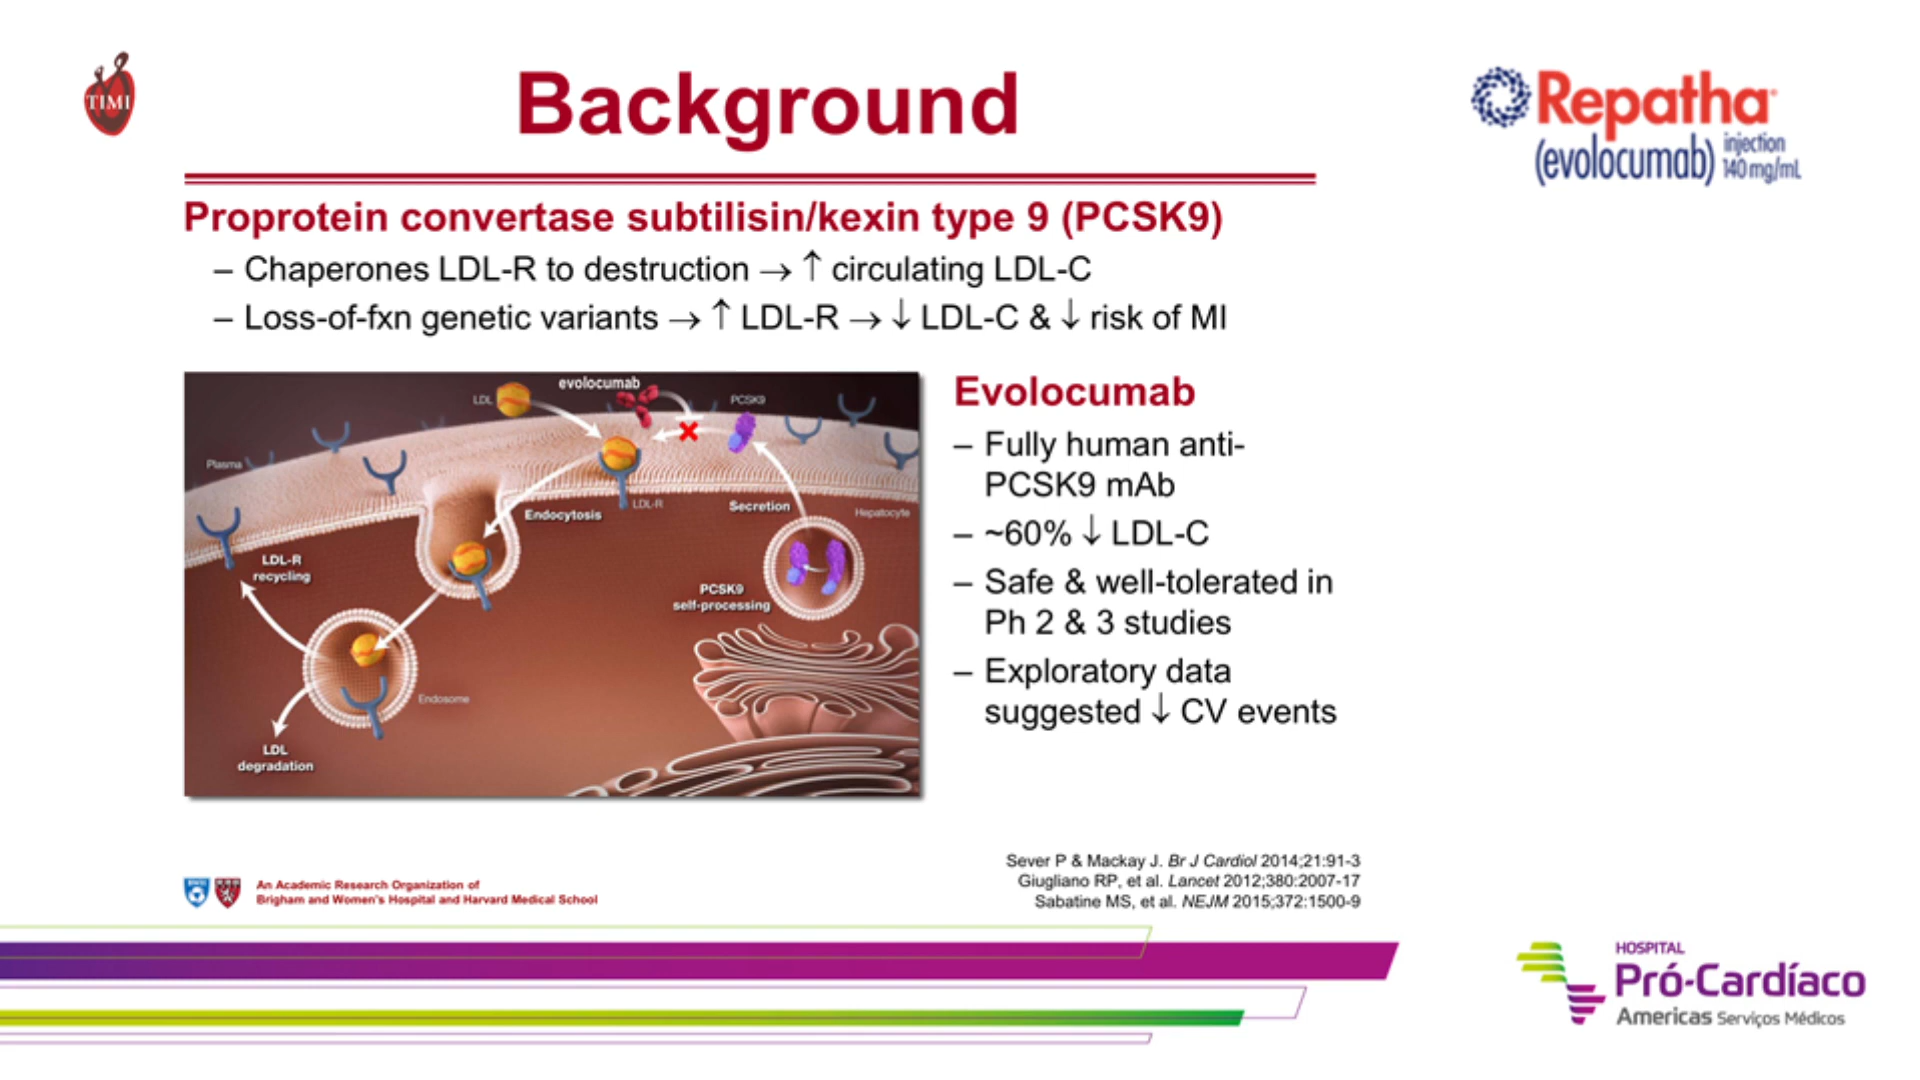 TIMI
Background
Repatha
(evolocumab) injection 140 mg/mL
Proprotein convertase subtilisin/kexin type 9 (PCSK9)
– Chaperones LDL-R to destruction → ↑ circulating LDL-C
– Loss-of-fxn genetic variants → ↑ LDL-R → ↓ LDL-C & ↓ risk of MI
evolocumab
LDL
PCSK9
Plasma
LDL-R
Secretion
Hepatocyte
Endocytosis
LDL-R
recycling
PCSK9
self-processing
Endosome
LDL
degradation
Evolocumab
– Fully human anti-
PCSK9 mAb
– ~60% ↓ LDL-C
– Safe & well-tolerated in
Ph 2 & 3 studies
– Exploratory data
suggested ↓ CV events
Sever P & Mackay J. Br J Cardiol 2014;21:91-3
Giugliano RP, et al. Lancet 2012;380:2007-17
Sabatine MS, et al. NEJM 2015;372:1500-9
An Academic Research Organization of
Brigham and Women's Hospital and Harvard Medical School
HOSPITAL
Pró-Cardíaco
Americas Serviços Médicos